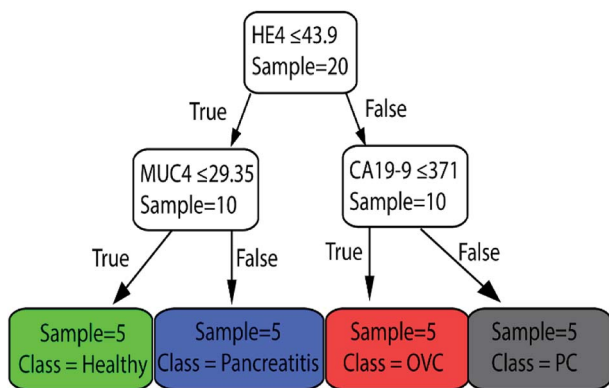 HE4 ≤43.9
Sample=20
True
False
MUC4 ≤29.35
Sample=10
CA19-9 ≤371
Sample=10
True
False
True
False
Sample=5
Class = Healthy
Sample=5
Class = Pancreatitis
Sample=5
Class = OVC
Sample=5
Class = PC